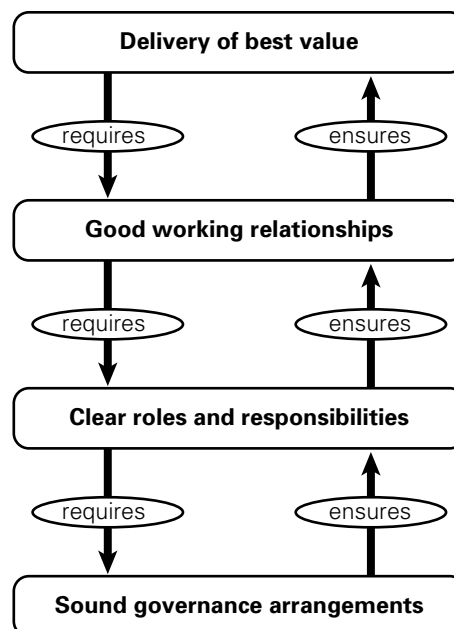 Delivery of best value
requires ensures
Good working relationships
requires ensures
Clear roles and responsibilities
requires ensures
Sound governance arrangements